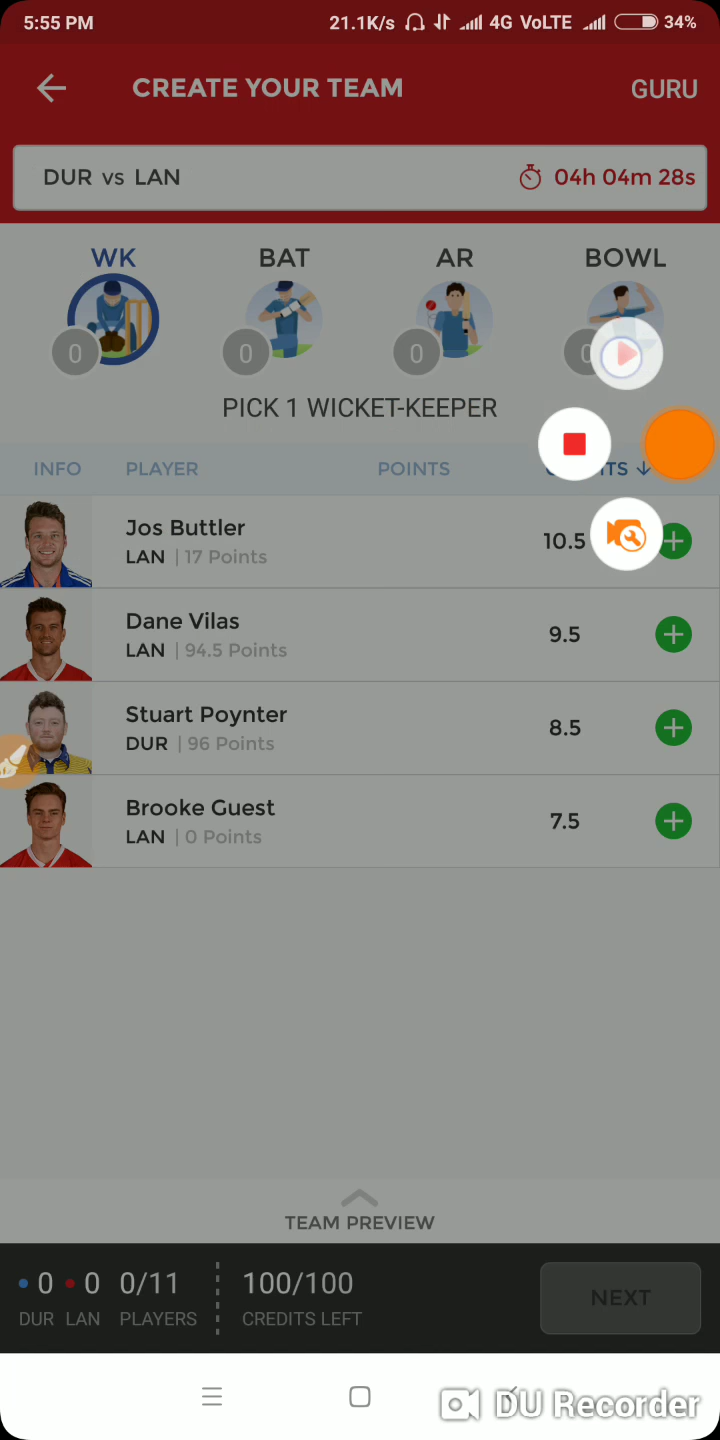 5:55 PM 21.1K/s 4G VoLTE 34%
CREATE YOUR TEAM GURU
DUR vs LAN 04h 04m 28s
WK BAT AR BOWL
0 0 0 0
PICK 1 WICKET-KEEPER
INFO PLAYER POINTS
Jos Buttler
LAN | 17 Points
10.5
Dane Vilas
LAN | 94.5 Points
9.5
Stuart Poynter
DUR | 96 Points
8.5
Brooke Guest
LAN | 0 Points
7.5
TEAM PREVIEW
0 0 0/11 100/100
DUR LAN PLAYERS CREDITS LEFT
NEXT
DU Recorder